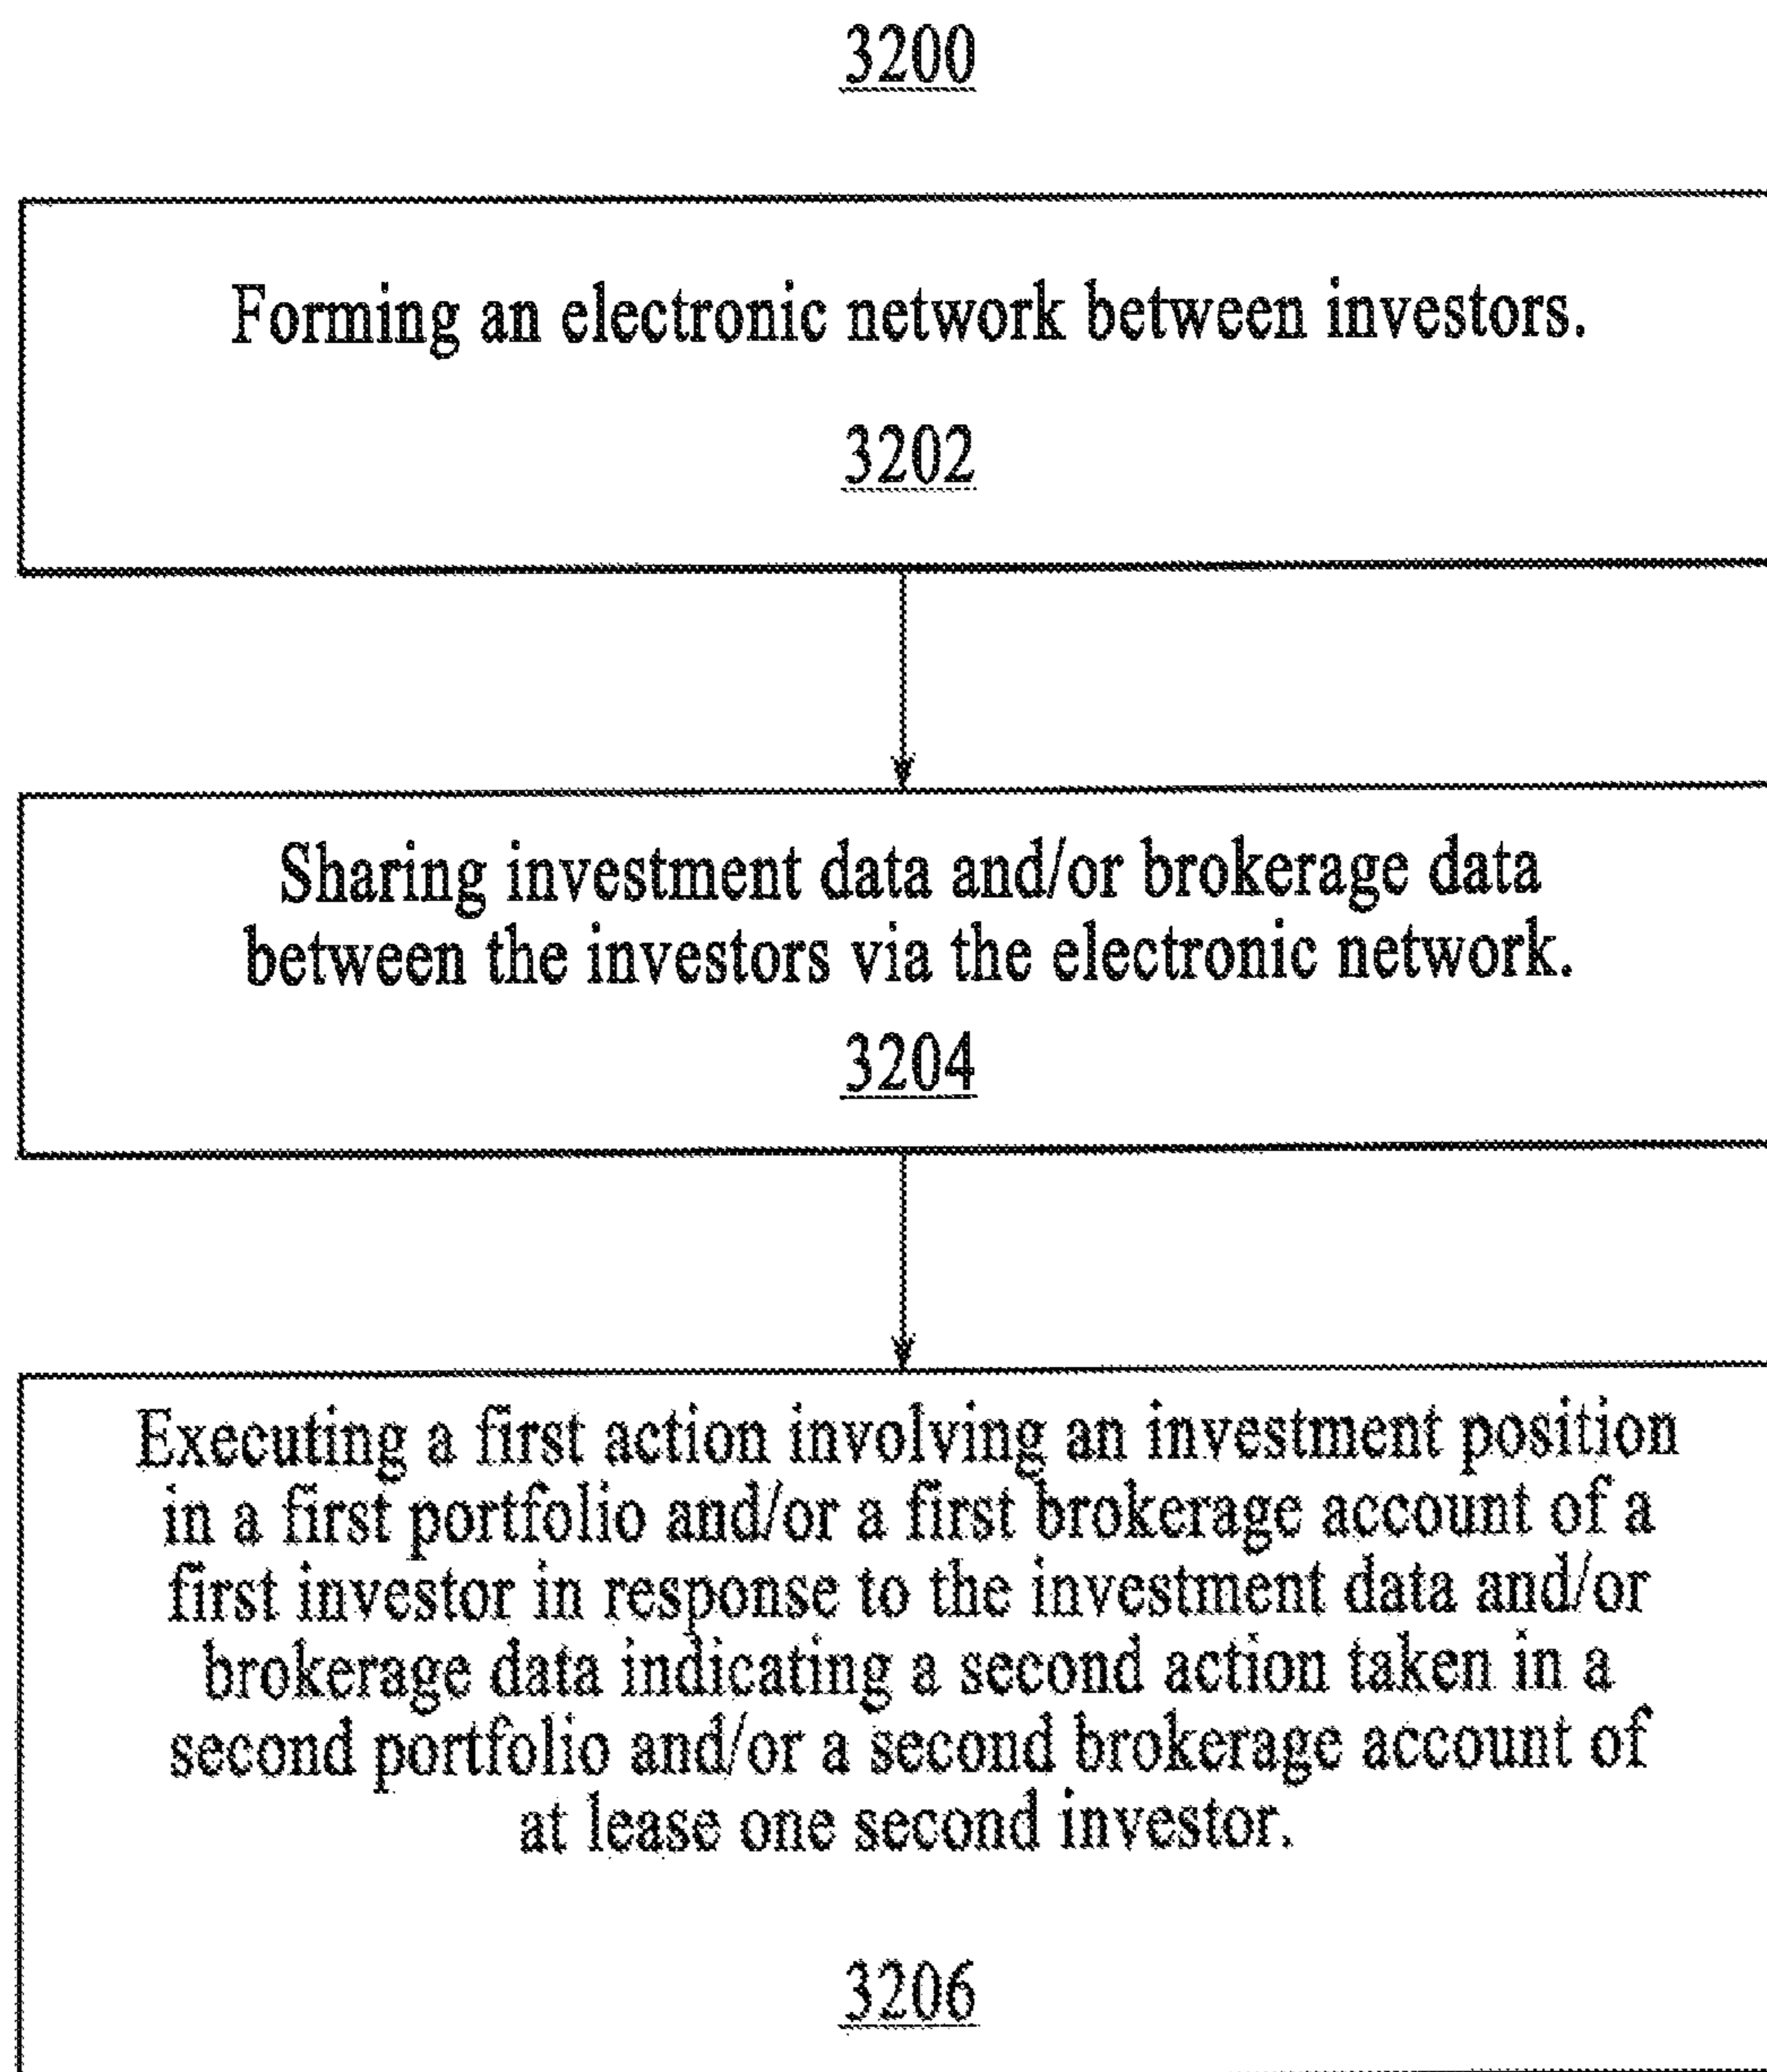 3200
Forming an electronic network between investors.
3202
Sharing investment data and/or brokerage data
between the investors via the electronic network.
3204
Executing a first action involving an investment position
in a first portfolio and/or a first brokerage account of a
first investor in response to the investment data and/or
brokerage data indicating a second action taken in a
second portfolio and/or a second brokerage account of
at lease one second investor.
3206